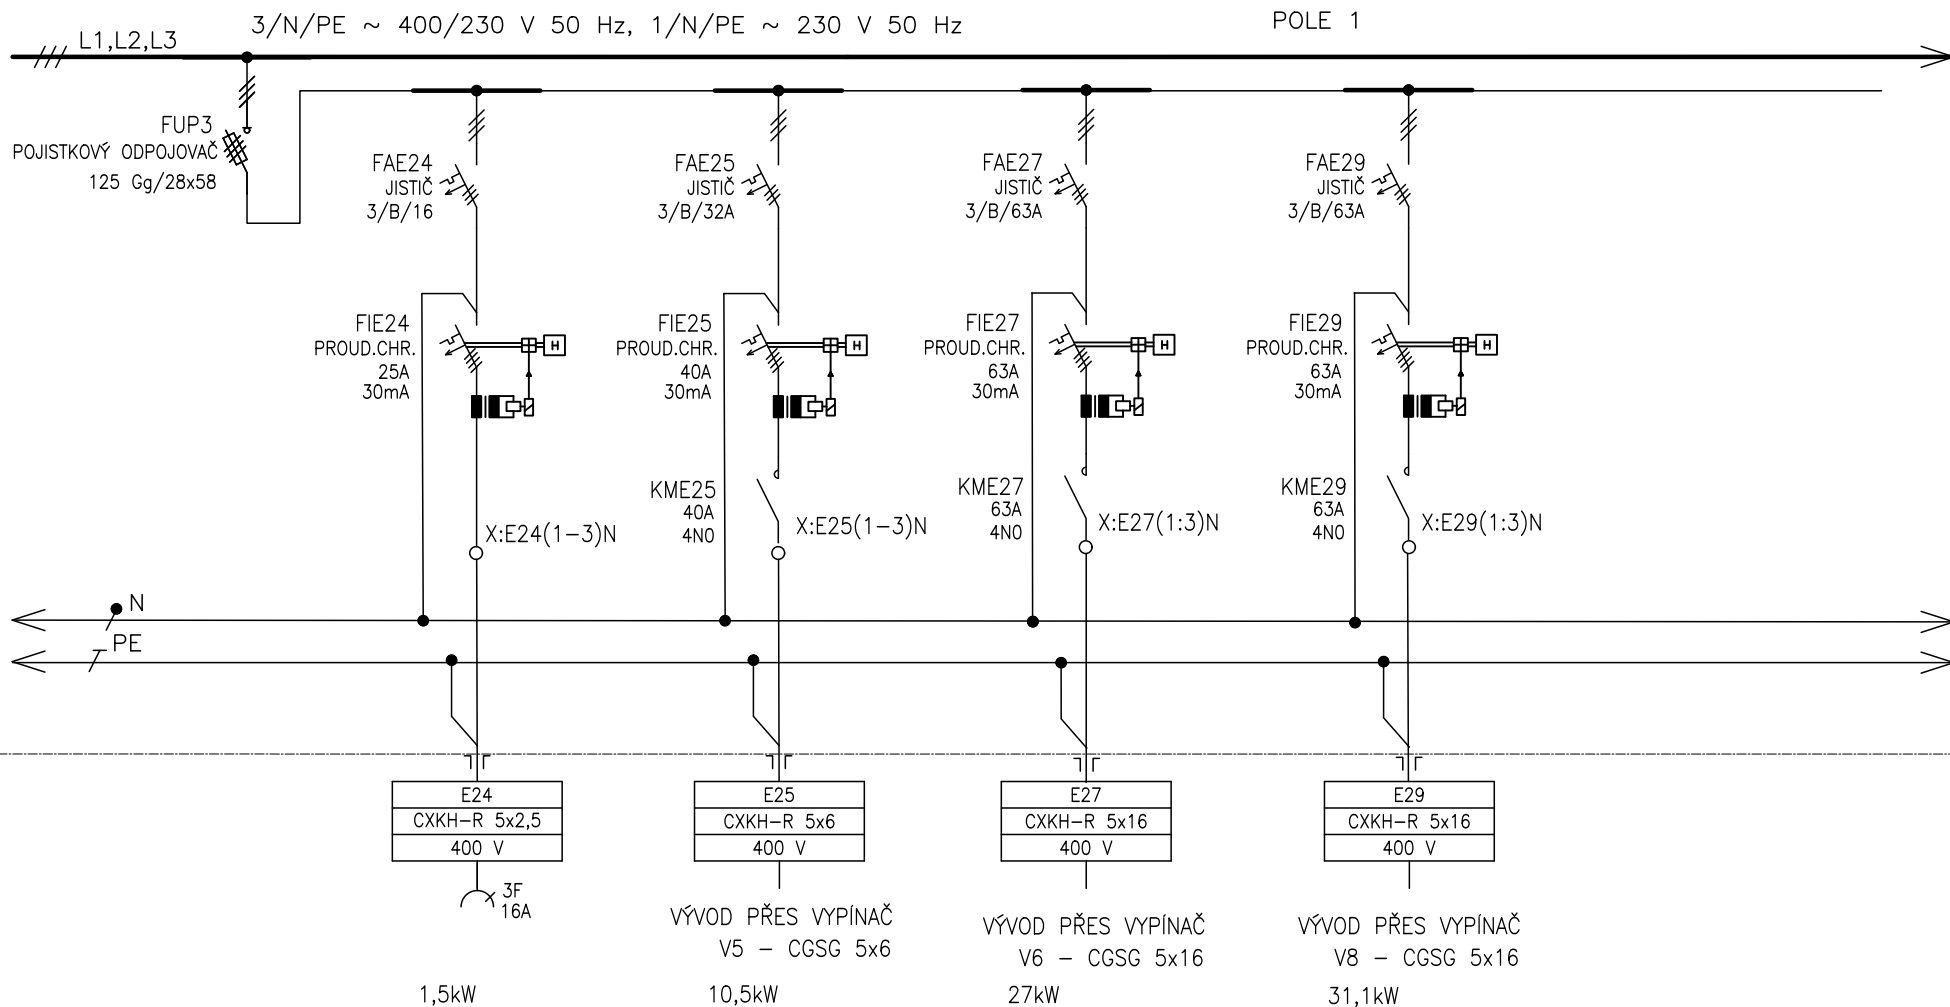 3/N/PE ~ 400/230 V 50 Hz, 1/N/PE ~ 230 V 50 Hz
POLE 1
L1,L2,L3
FUP3
POJISTKOVÝ ODPOJOVAČ
125 Gg/28x58
FAE24
JISTIČ
3/B/16
FAE25
JISTIČ
3/B/32A
FAE27
JISTIČ
3/B/63A
FAE29
JISTIČ
3/B/63A
FIE24
PROUD.CHR.
25A
30mA
H
FIE25
PROUD.CHR.
40A
30mA
H
FIE27
PROUD.CHR.
63A
30mA
H
FIE29
PROUD.CHR.
63A
30mA
H
X:E24(1-3)N
KME25
40A
4NO
X:E25(1-3)N
KME27
63A
4NO
X:E27(1:3)N
KME29
63A
4NO
X:E29(1:3)N
N
PE
E24
CXKH-R 5x2,5
400 V
3F
16A
1,5kW
E25
CXKH-R 5x6
400 V
VÝVOD PŘES VYPÍNAČ
V5 - CGSG 5x6
10,5kW
E27
CXKH-R 5x16
400 V
VÝVOD PŘES VYPÍNAČ
V6 - CGSG 5x16
27kW
E29
CXKH-R 5x16
400 V
VÝVOD PŘES VYPÍNAČ
V8 - CGSG 5x16
31,1kW